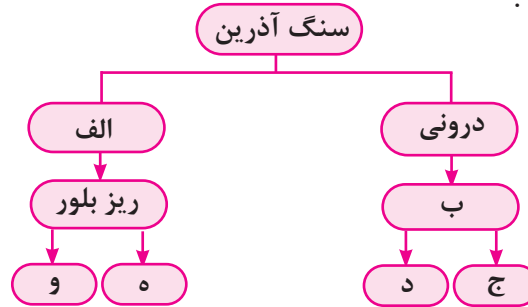 .
سنگ آذرین
درونی
الف
ب
ریز بلور
ج
د
ه
و